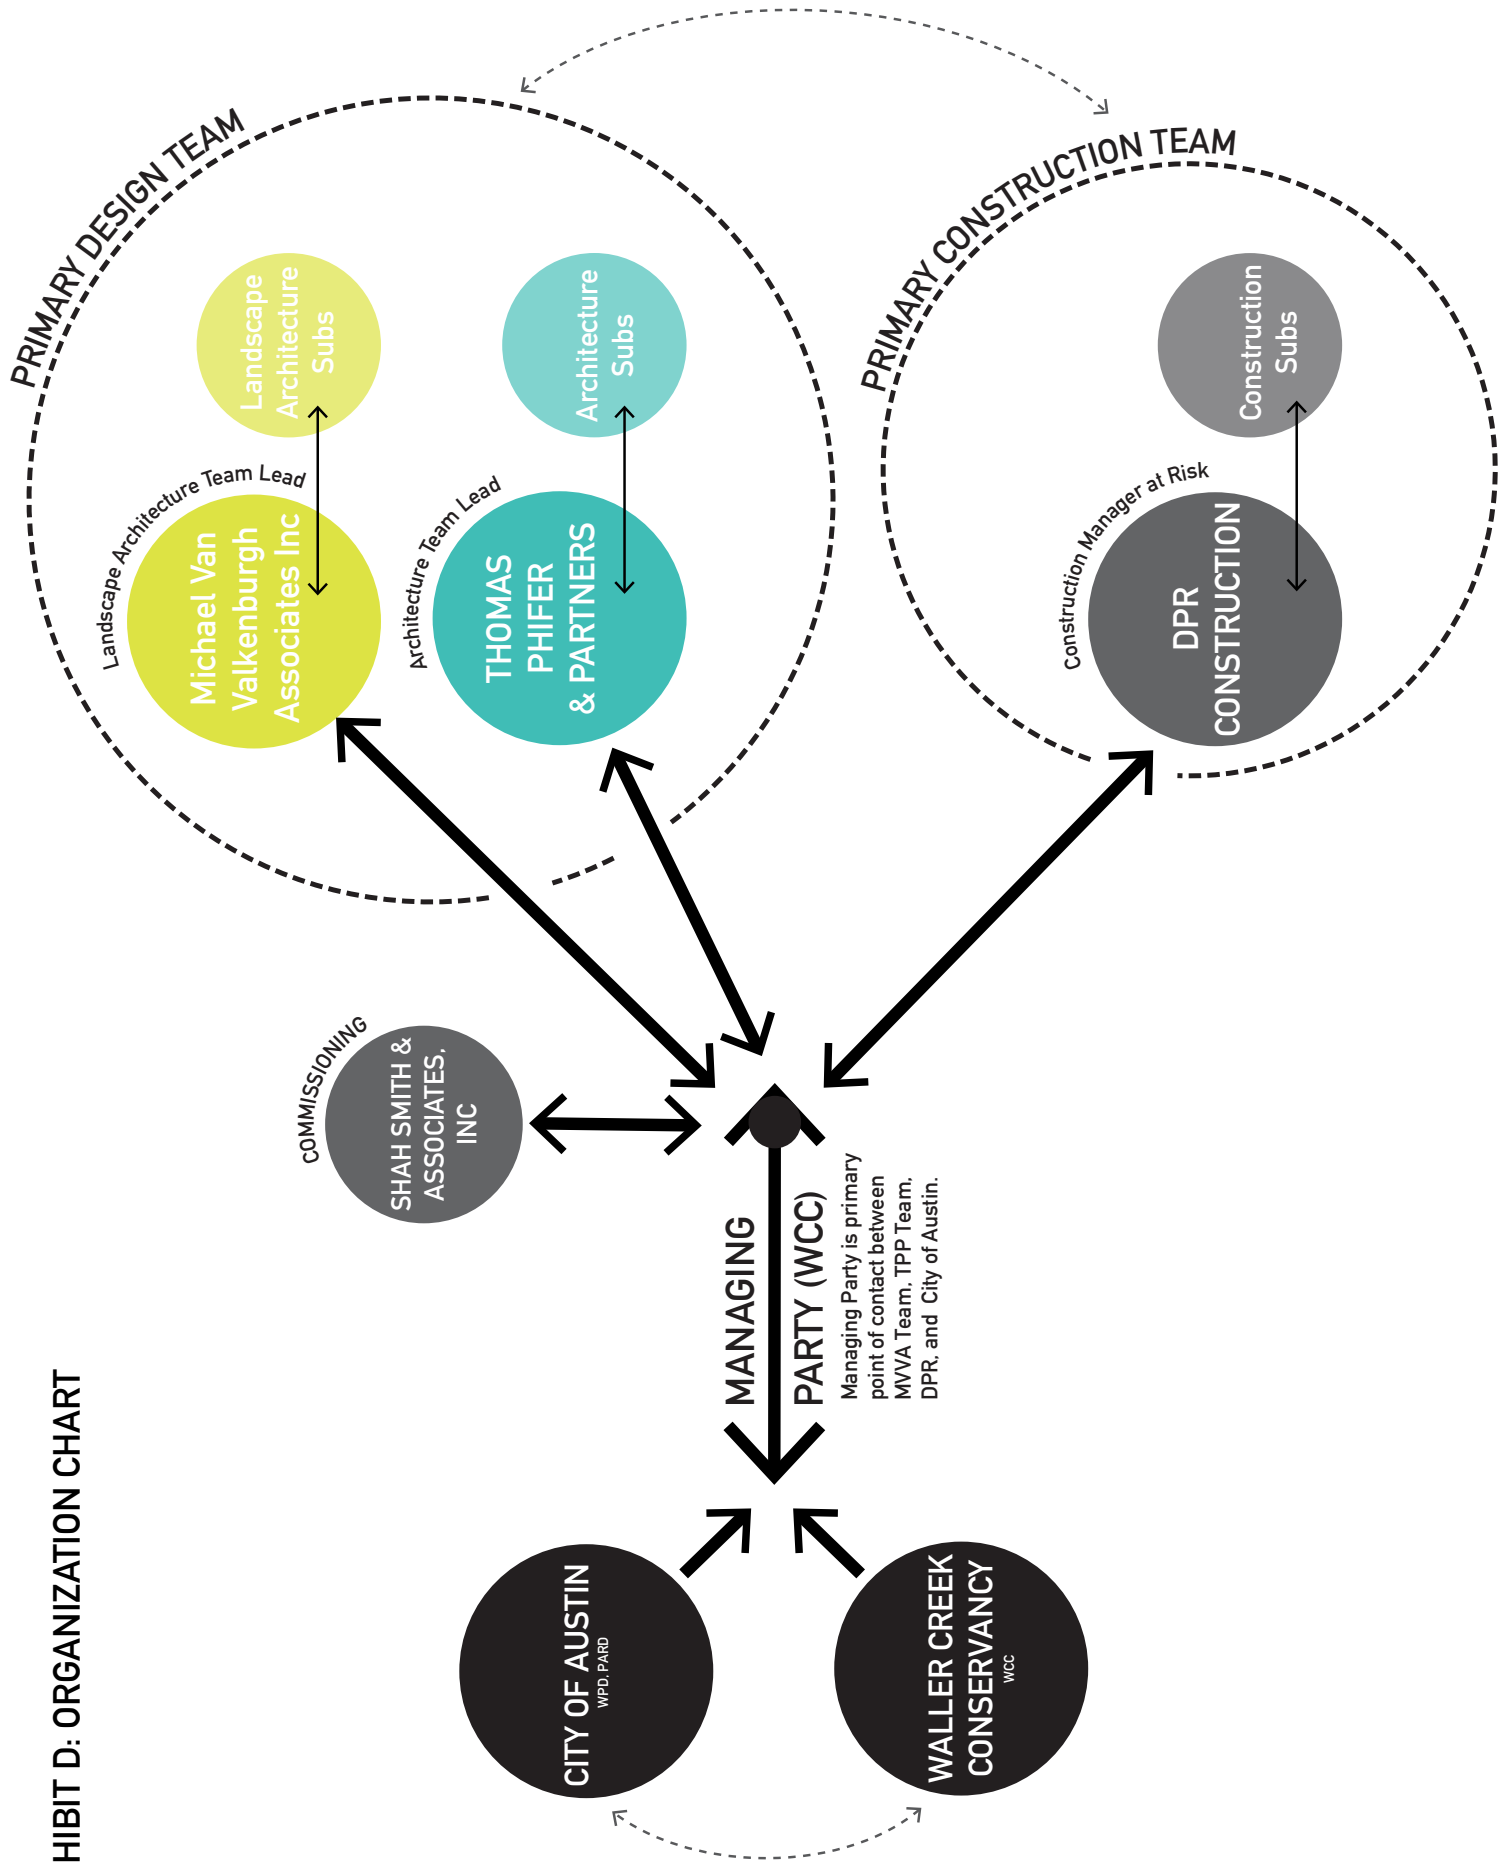 HIBIT D: ORGANIZATION CHART
CITY OF AUSTIN
WPD, PARD
WALLER CREEK
CONSERVANCY
WCC
MANAGING
PARTY (WCC)
Managing Party is primary
point of contact between
MVVA Team, TPP Team,
DPR, and City of Austin.
COMMISSIONING
SHAH SMITH &
ASSOCIATES,
INC
PRIMARY DESIGN TEAM
Landscape Architecture Team Lead
Michael Van
Valkenburgh
Associates Inc
Landscape
Architecture
Subs
Architecture Team Lead
THOMAS
PHIFER
& PARTNERS
Architecture
Subs
PRIMARY CONSTRUCTION TEAM
Construction Manager at Risk
DPR
CONSTRUCTION
Construction
Subs